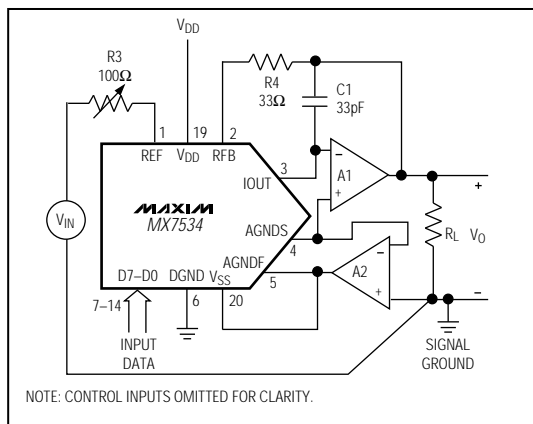 VDD
R3
100Ω
R4
33Ω
C1
33pF
1
19
2
REF
VDD
RFB
3
IOUT
−
A1
+
+
MAXIM
MX7534
VIN
AGNDS
4
RL
VO
−
A2
+
AGNDF
5
D7–D0
DGND
VSS
7–14
6
20
−
INPUT
DATA
SIGNAL
GROUND
NOTE: CONTROL INPUTS OMITTED FOR CLARITY.